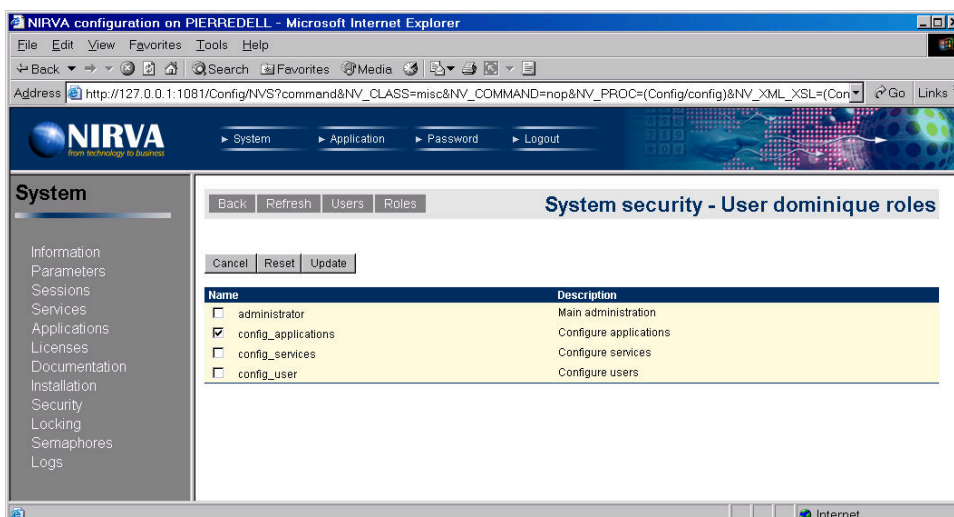 NIRVA configuration on PIERREDELL - Microsoft Internet Explorer
File Edit View Favorites Tools Help
Back Search Favorites Media
Address http://127.0.0.1:1081/Config/NVS?command&NV_CLASS=misc&NV_COMMAND=nop&NV_PROC=(Config/config)&NV_XML_XSL=(Con Go Links
NIRVA
from technology to business
System Application Password Logout
System
Back Refresh Users Roles
System security - User dominique roles
Information
Parameters
Sessions
Services
Applications
Licenses
Documentation
Installation
Security
Locking
Semaphores
Logs
Cancel Reset Update
Name Description
administrator Main administration
config_applications Configure applications
config_services Configure services
config_user Configure users
Internet